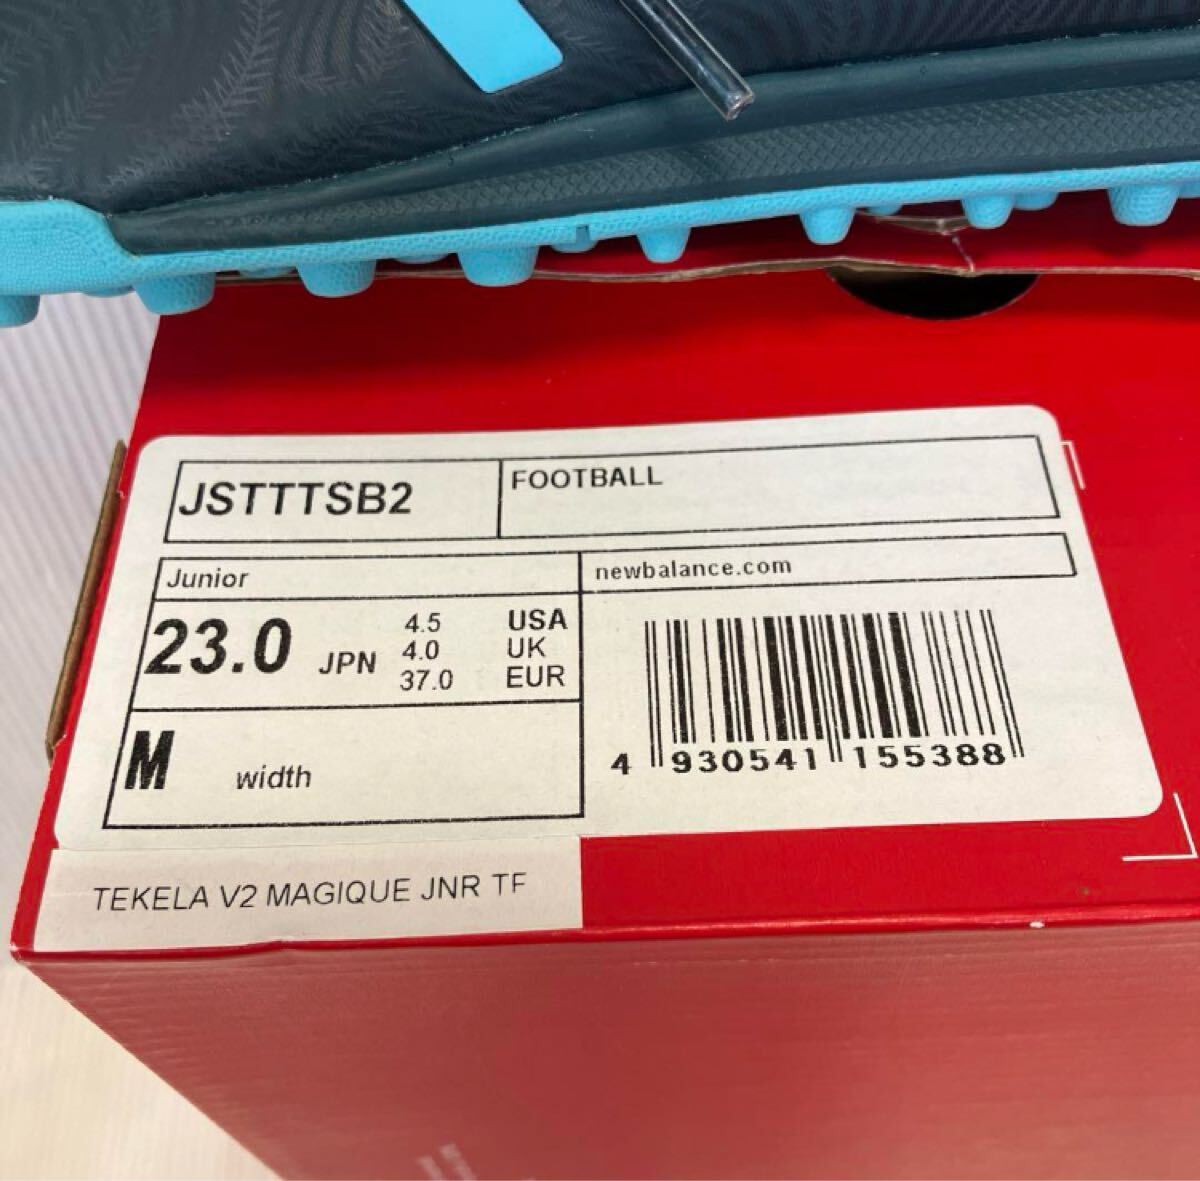 JSTTTSB2
FOOTBALL
Junior
newbalance.com
23.0 JPN
4.5 USA
4.0 UK
37.0 EUR
M width
4 930541 155388
TEKELA V2 MAGIQUE JNR TF